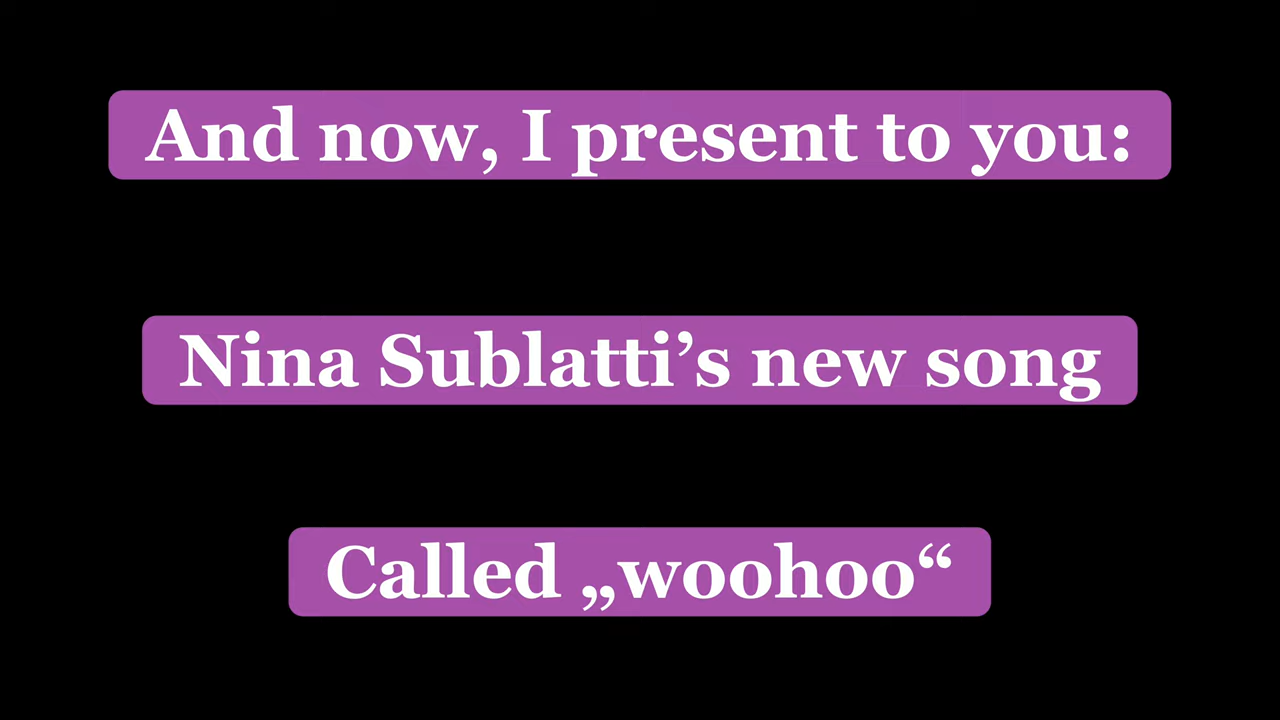 And now, I present to you:
Nina Sublatti’s new song
Called „woohoo“